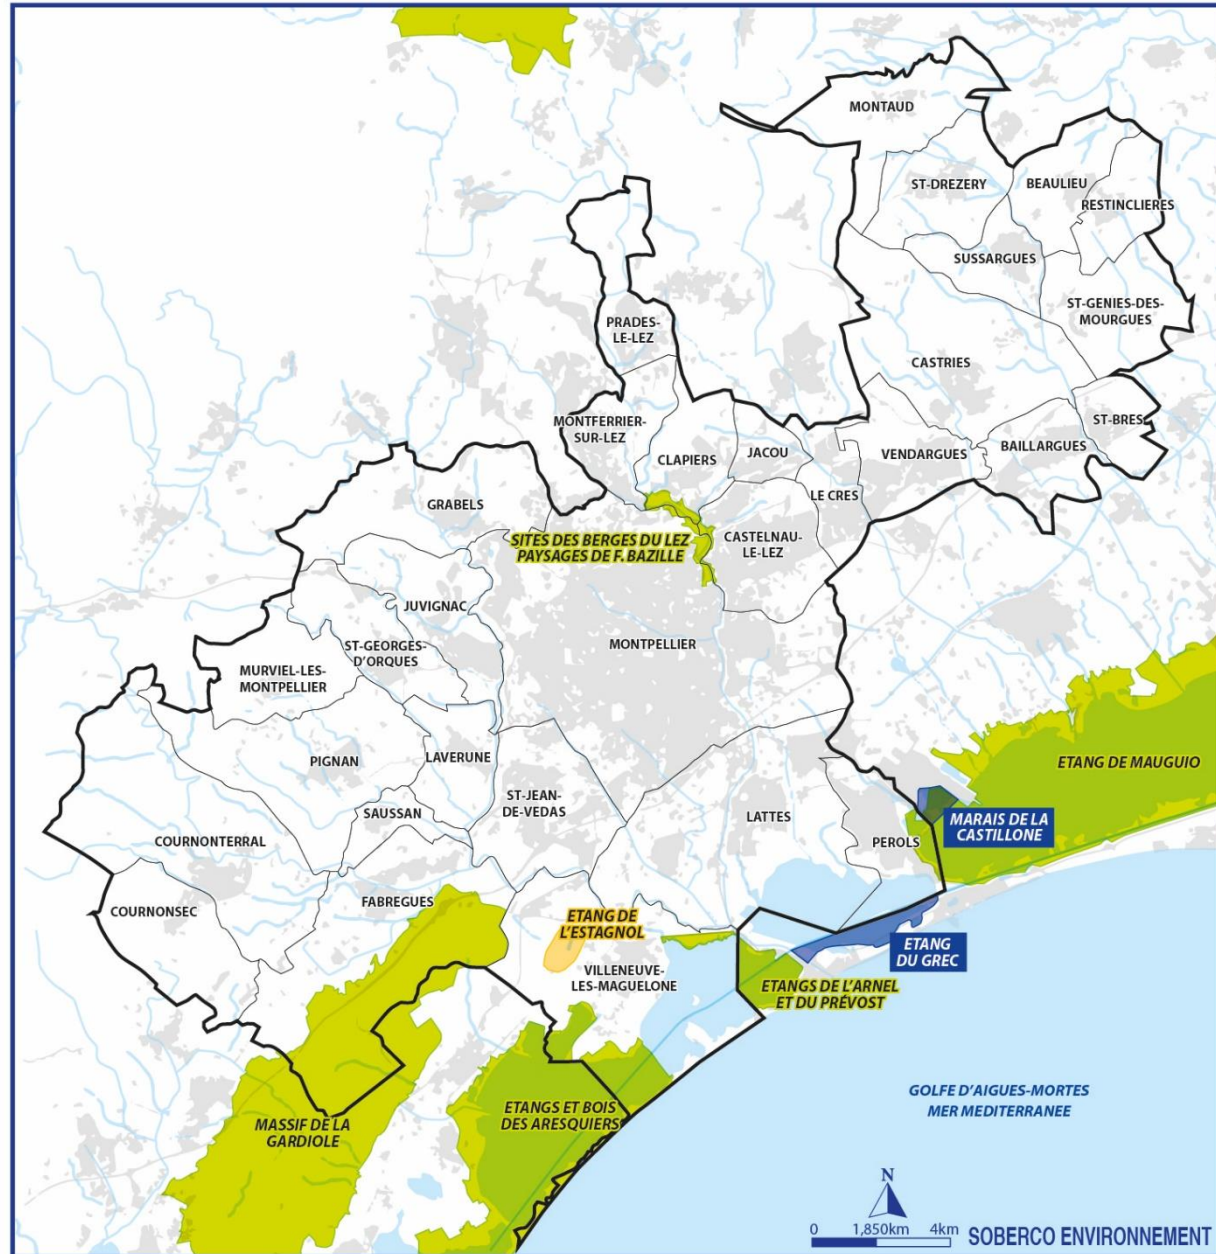 MONTAUD
ST-DREZERY
BEAULIEU
RESTINCLIERES
SUSSARGUES
ST-GENIES-DES-
MOURGUES
PRADES-
LE-LEZ
CASTRIES
MONTFERRIER-
SUR-LEZ
ST-BRES
BAILLARGUES
VENDARGUES
JACOU
CLAPIERS
LE CRES
GRABELS
SITES DES BERGES DU LEZ
PAYSAGES DE F. BAZILLE
CASTELNAU-
LE-LEZ
JUVIGNAC
MONTPELLIER
ST-GEORGES-
D'ORQUES
MURVIEL-LES-
MONTPELLIER
PIGNAN
LAVERUNE
ETANG DE MAUGUIO
ST-JEAN-
DE-VEDAS
SAUSSAN
LATTES
MARAIS DE LA
CASTILLONE
COURNONTERRAL
PEROLS
FABREGUES
COURNONSEC
ETANG DE
L'ESTAGNOL
ETANG
DU GREC
VILLENEUVE-
LES-MAGUELONE
ETANGS DE L'ARNEL
ET DU PRÉVOST
GOLFE D'AIGUES-MORTES
MER MEDITERRANEE
ETANGS ET BOIS
DES ARESQUIERS
MASSIF DE LA
GARDIOLE
N
0 1,850km 4km
SOBERCO ENVIRONNEMENT